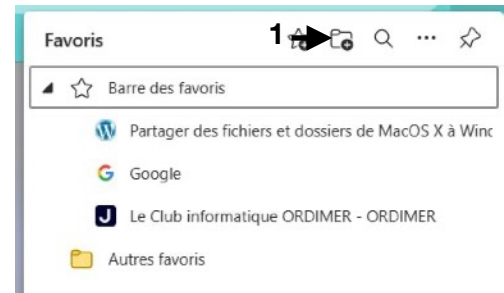 Favoris 1
Barre des favoris
Partager des fichiers et dossiers de MacOS X à Winc
Google
Le Club informatique ORDIMER - ORDIMER
Autres favoris